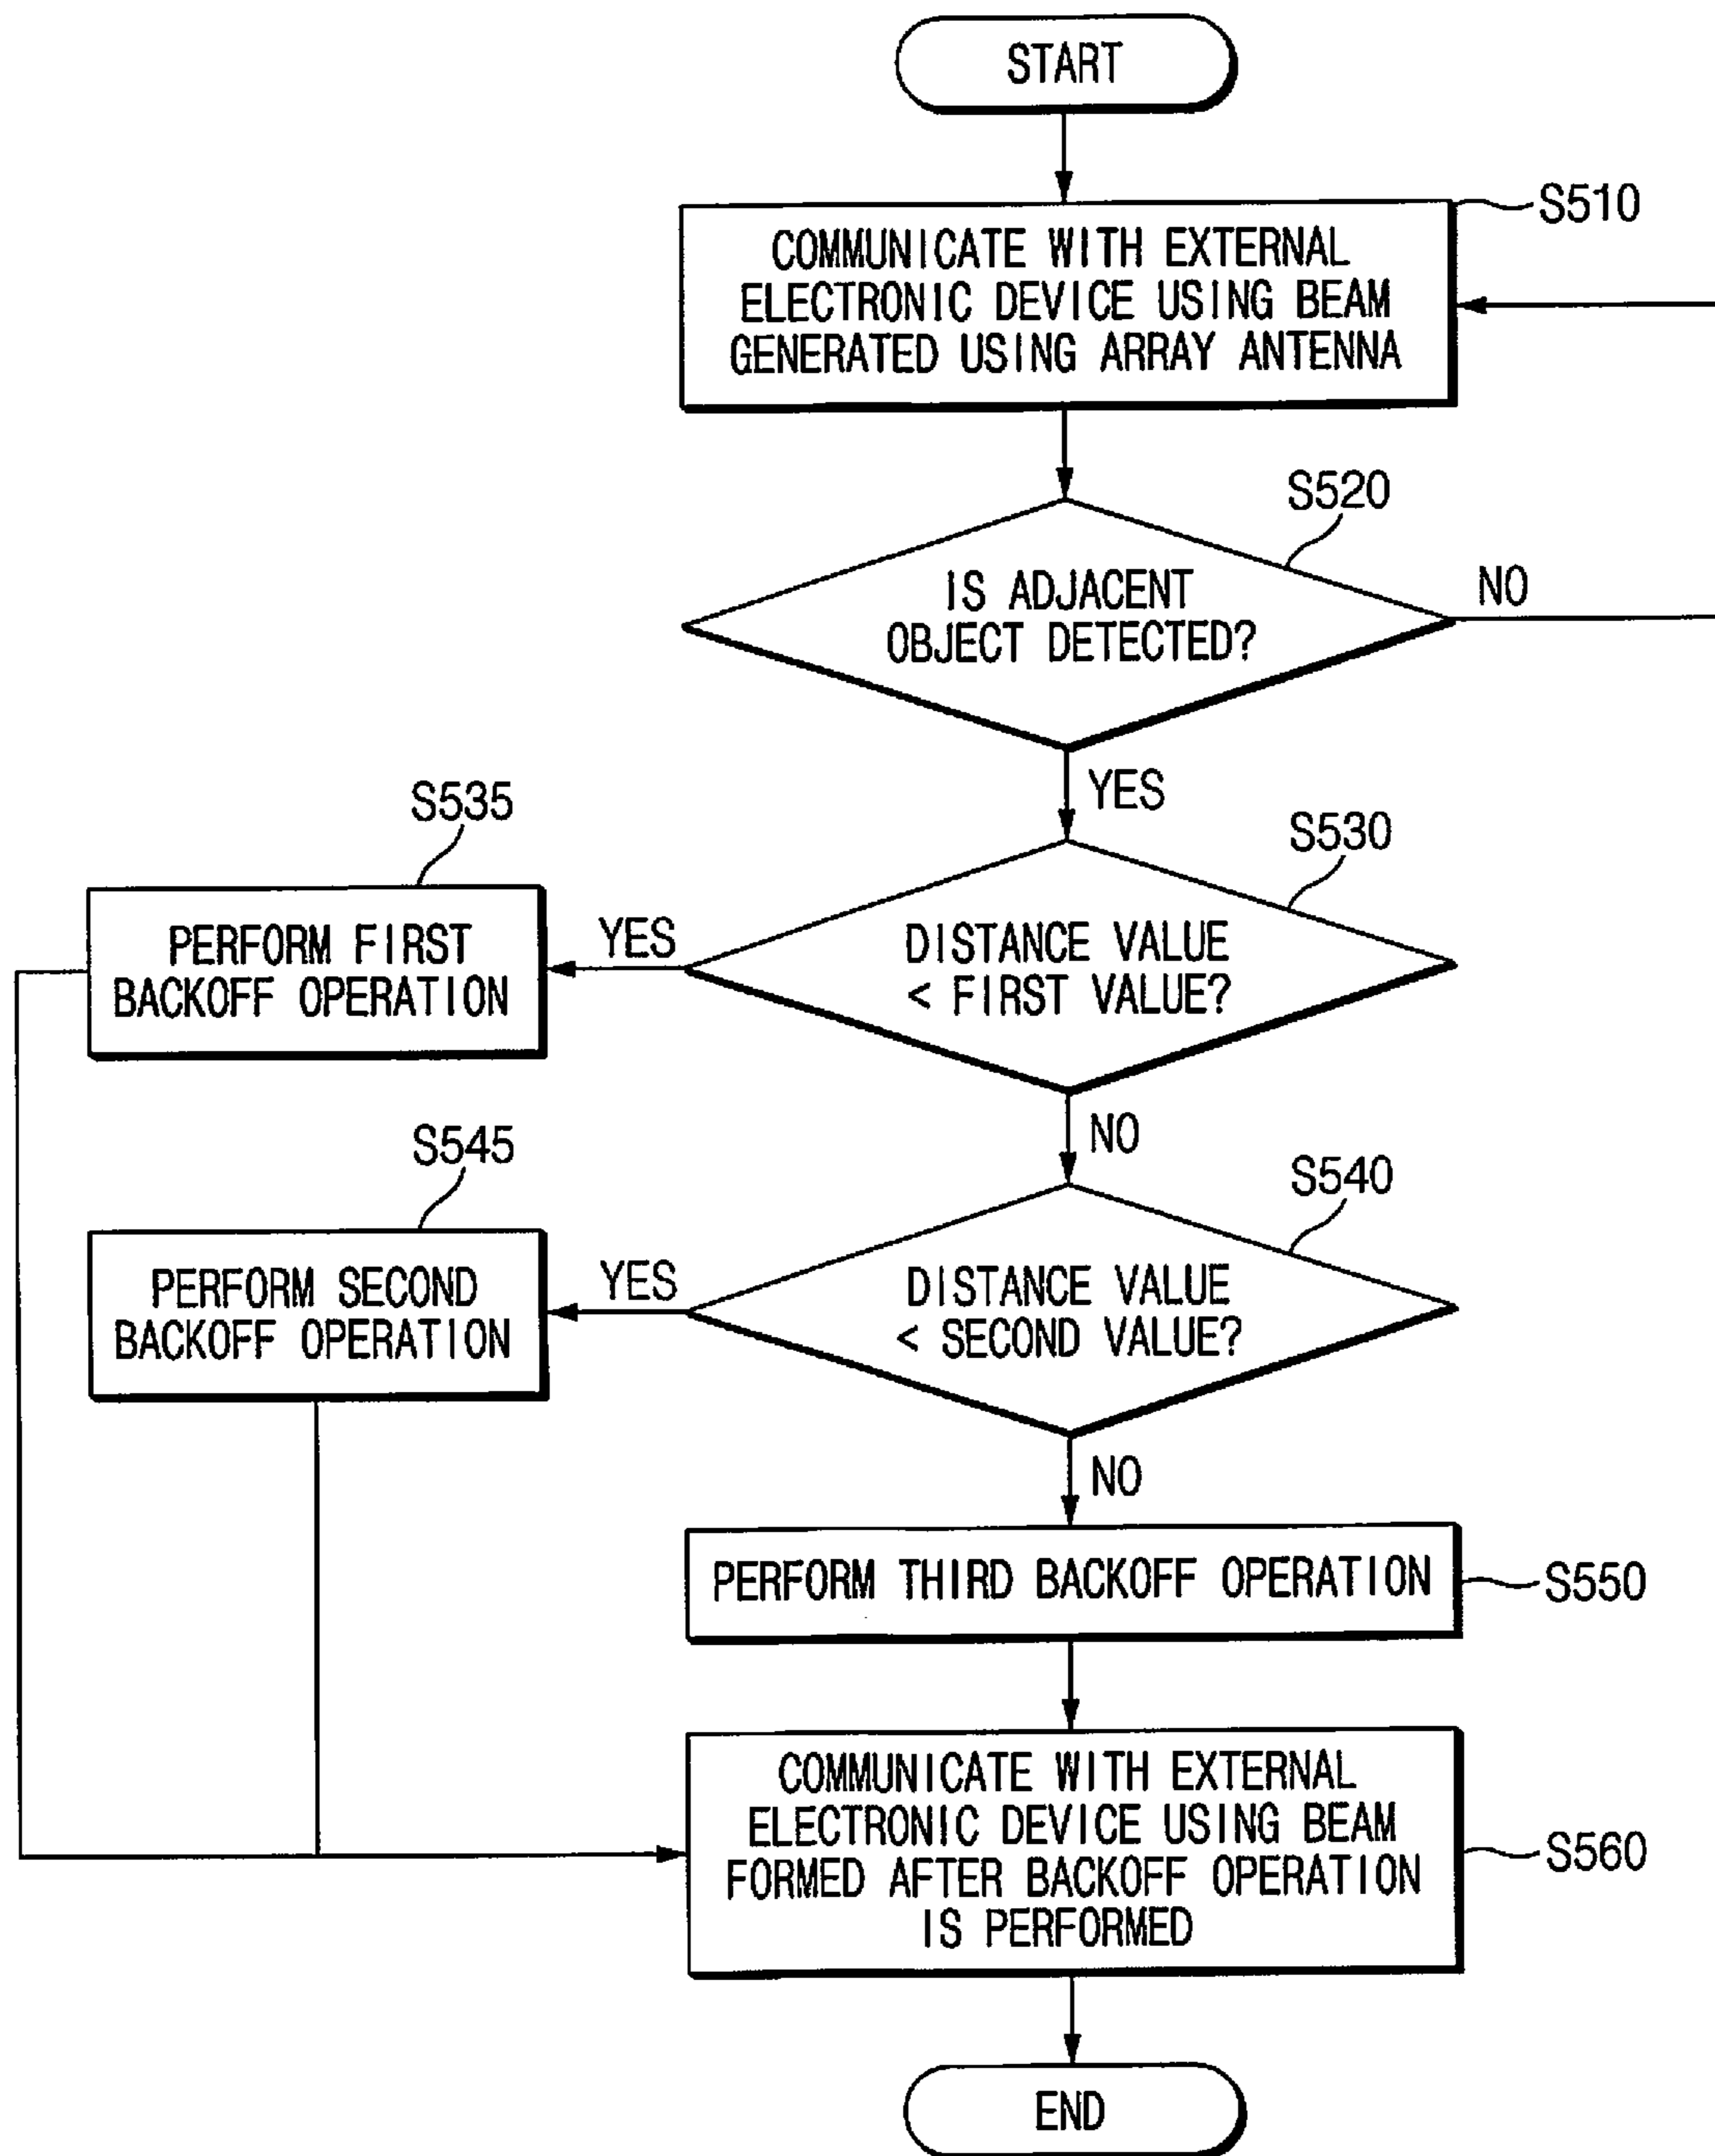 START
S510
COMMUNICATE WITH EXTERNAL
ELECTRONIC DEVICE USING BEAM
GENERATED USING ARRAY ANTENNA
S520
IS ADJACENT
OBJECT DETECTED?
NO
YES
S535
S530
PERFORM FIRST
BACKOFF OPERATION
YES
DISTANCE VALUE
< FIRST VALUE?
NO
S545
S540
PERFORM SECOND
BACKOFF OPERATION
YES
DISTANCE VALUE
< SECOND VALUE?
NO
PERFORM THIRD BACKOFF OPERATION
S550
COMMUNICATE WITH EXTERNAL
ELECTRONIC DEVICE USING BEAM
FORMED AFTER BACKOFF OPERATION
IS PERFORMED
S560
END